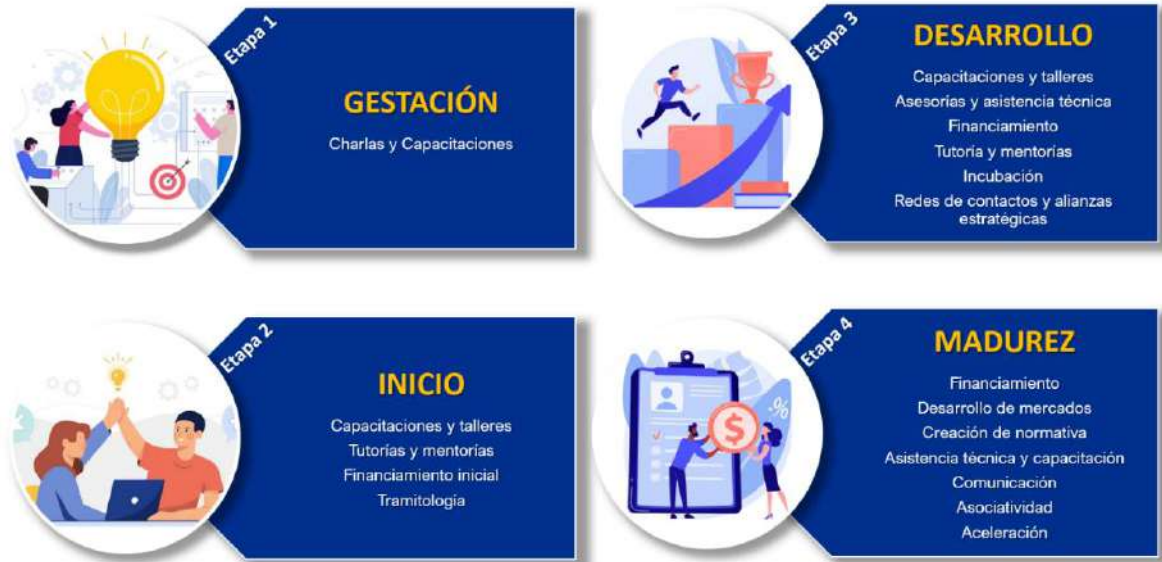 Etapa 1
GESTACIÓN
Charlas y Capacitaciones
Etapa 2
INICIO
Capacitaciones y talleres
Tutorías y mentorías
Financiamiento inicial
Tramitología
Etapa 3
DESARROLLO
Capacitaciones y talleres
Asesorías y asistencia técnica
Financiamiento
Tutoría y mentorías
Incubación
Redes de contactos y alianzas
estratégicas
Etapa 4
MADUREZ
Financiamiento
Desarrollo de mercados
Creación de normativa
Asistencia técnica y capacitación
Comunicación
Asociatividad
Aceleración
$
%